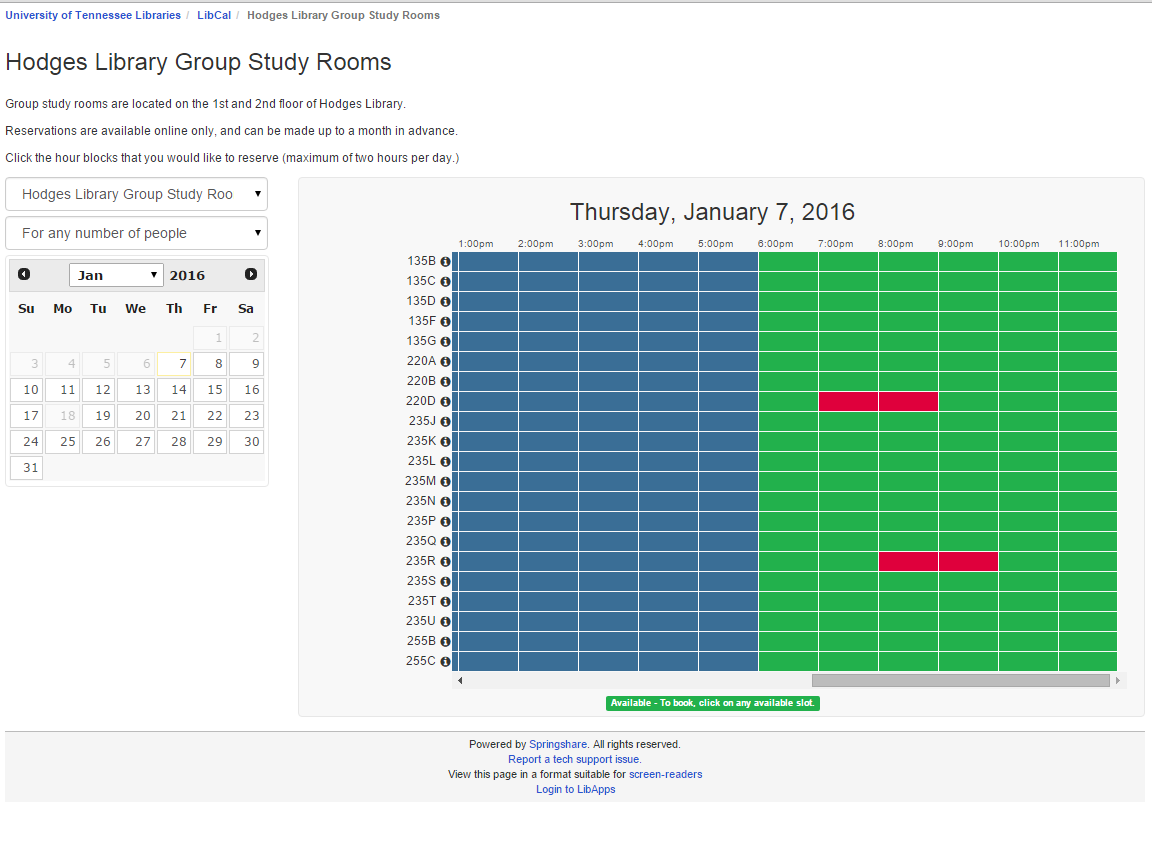 University of Tennessee Libraries / LibCal / Hodges Library Group Study Rooms
Hodges Library Group Study Rooms
Group study rooms are located on the 1st and 2nd floor of Hodges Library.
Reservations are available online only, and can be made up to a month in advance.
Click the hour blocks that you would like to reserve (maximum of two hours per day.)
Hodges Library Group Study Roo
For any number of people
Jan 2016
Su Mo Tu We Th Fr Sa
1 2
3 4 5 6 7 8 9
10 11 12 13 14 15 16
17 18 19 20 21 22 23
24 25 26 27 28 29 30
31
Thursday, January 7, 2016
1:00pm 2:00pm 3:00pm 4:00pm 5:00pm 6:00pm 7:00pm 8:00pm 9:00pm 10:00pm 11:00pm
135B
135C
135D
135F
135G
220A
220B
220D
235J
235K
235L
235M
235N
235P
235Q
235R
235S
235T
235U
255B
255C
Available - To book, click on any available slot.
Powered by Springshare. All rights reserved.
Report a tech support issue.
View this page in a format suitable for screen-readers
Login to LibApps